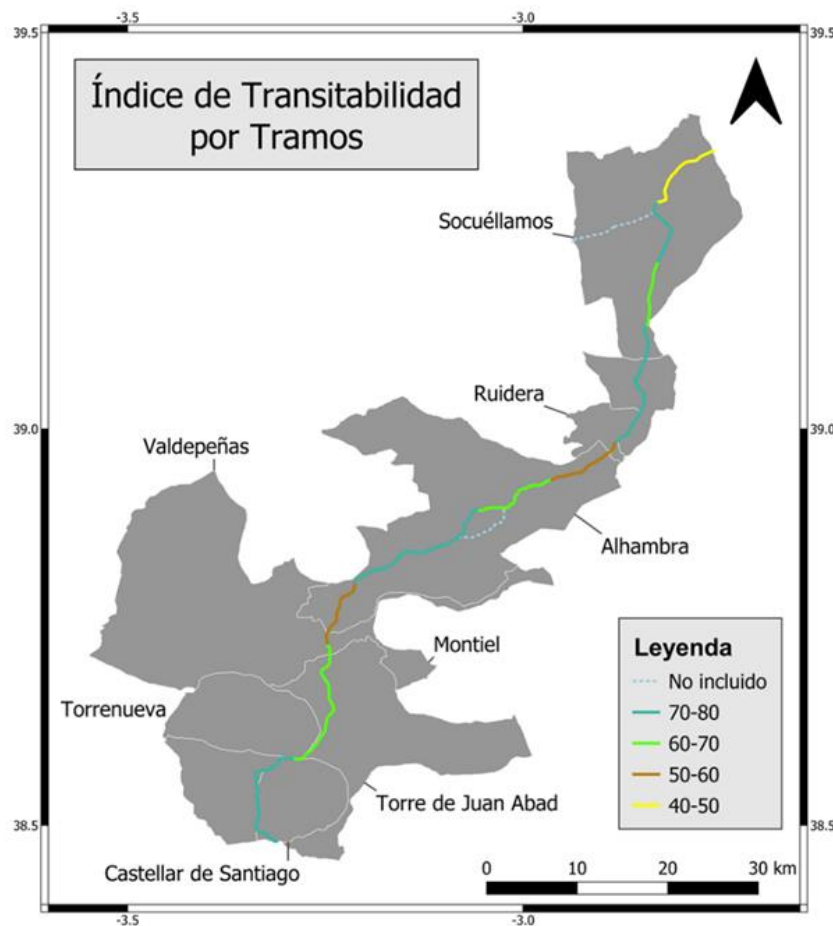 -3.5
-3.0
39.5
39.5
Índice de Transitabilidad
por Tramos
Socuéllamos
Ruidera
39.0
39.0
Valdepeñas
Alhambra
Montiel
Torrenueva
Torre de Juan Abad
Castellar de Santiago
Leyenda
No incluido
70-80
60-70
50-60
40-50
38.5
38.5
0
10
20
30 km
-3.5
-3.0